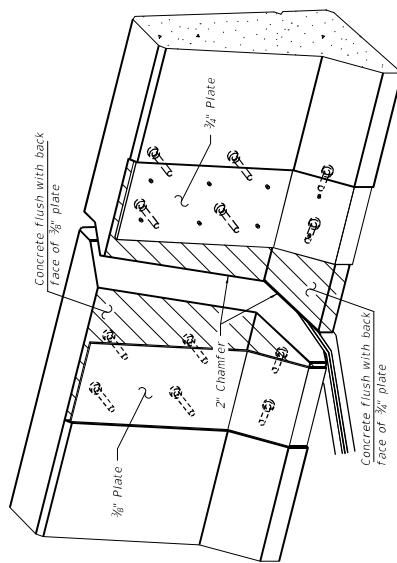 Concrete flush with back
face of ⅜" plate
¾" Plate
2" Chamfer
⅜" Plate
Concrete flush with back
face of ¾" plate